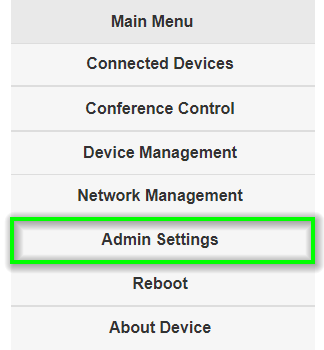 Main Menu
Connected Devices
Conference Control
Device Management
Network Management
Admin Settings
Reboot
About Device